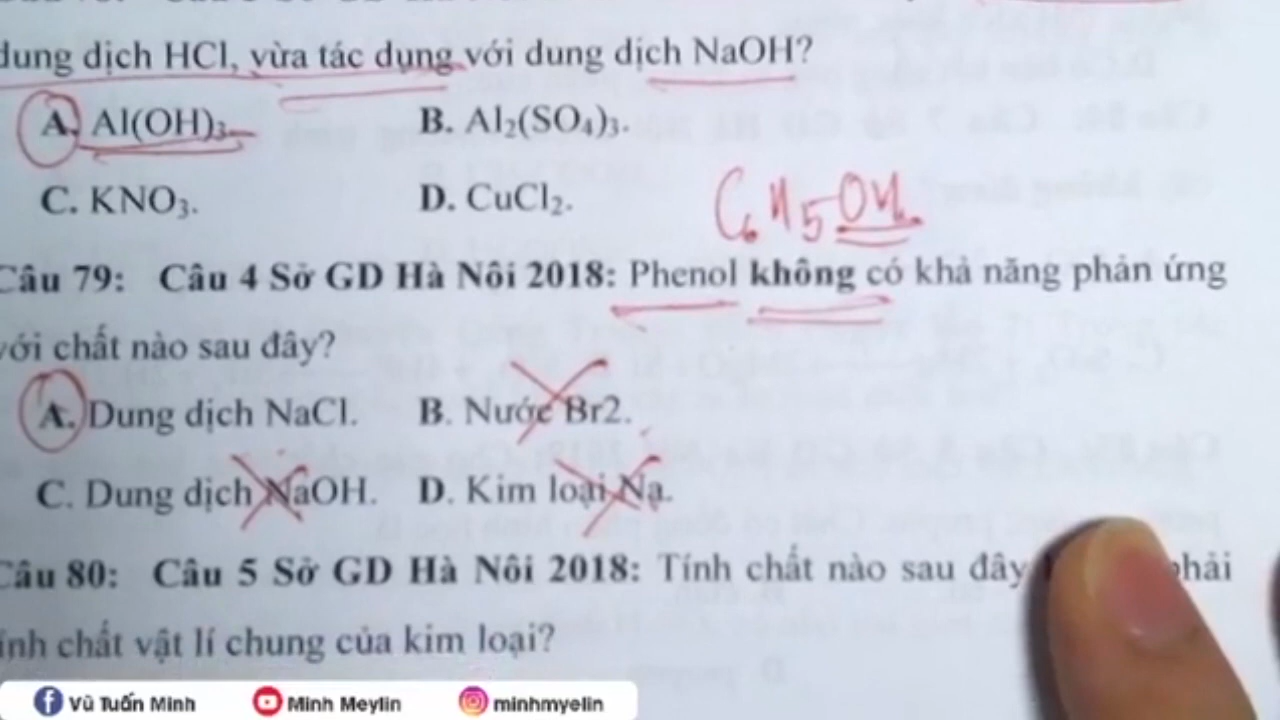 dung dịch HCl, vừa tác dụng với dung dịch NaOH?
A. Al(OH)₃. B. Al₂(SO₄)₃.
C. KNO₃. D. CuCl₂.
C₆H₅OH
Câu 79: Câu 4 Sở GD Hà Nôi 2018: Phenol không có khả năng phản ứng
với chất nào sau đây?
A. Dung dịch NaCl. B. Nước Br2.
C. Dung dịch NaOH. D. Kim loại Na.
Câu 80: Câu 5 Sở GD Hà Nôi 2018: Tính chất nào sau đây phải
tính chất vật lí chung của kim loại?
Vũ Tuấn Minh Minh Meylin minhmyelin